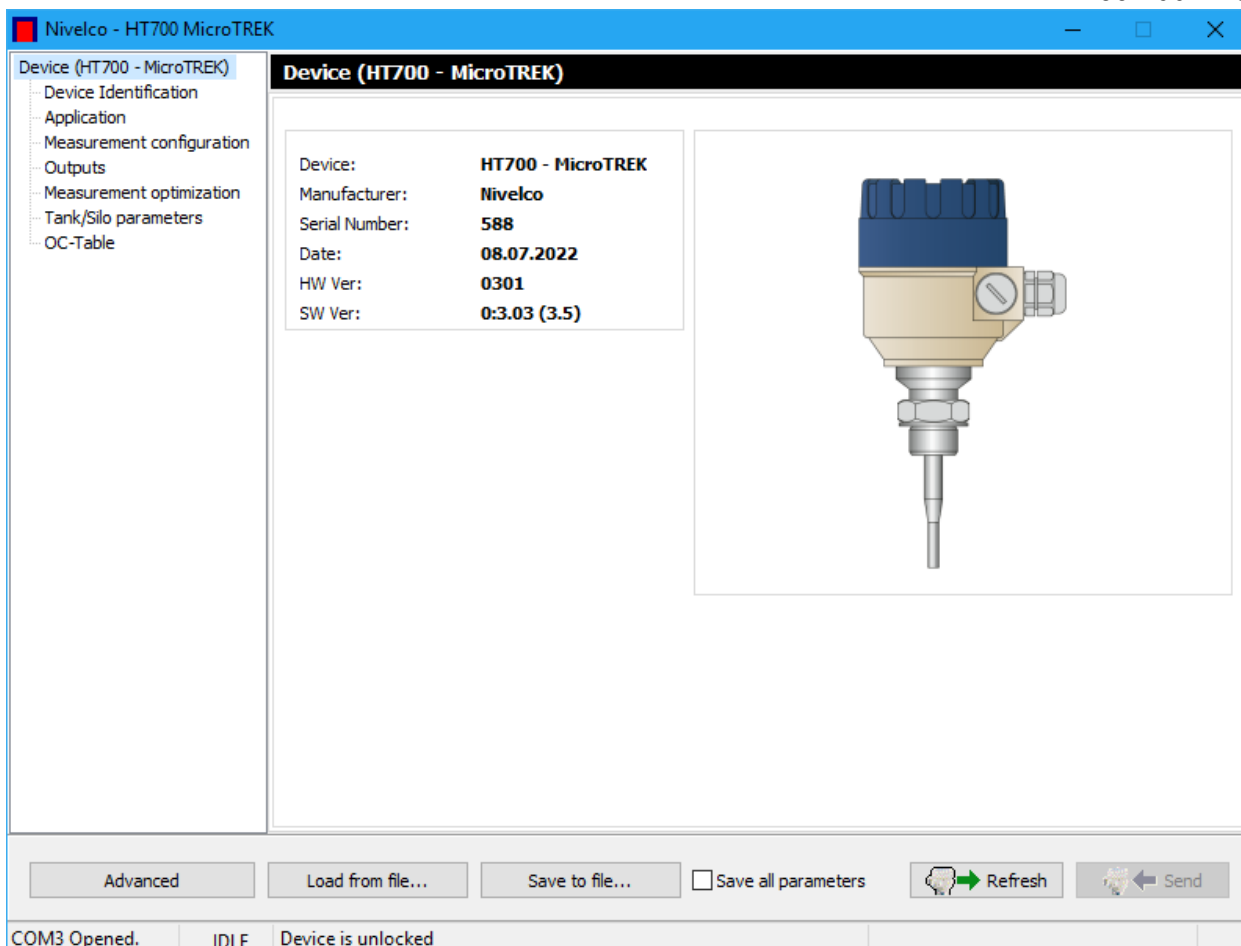 Nivelco - HT700 MicroTREK
Device (HT700 - MicroTREK)
Device Identification
Application
Measurement configuration
Outputs
Measurement optimization
Tank/Silo parameters
OC-Table
Device (HT700 - MicroTREK)
Device: HT700 - MicroTREK
Manufacturer: Nivelco
Serial Number: 588
Date: 08.07.2022
HW Ver: 0301
SW Ver: 0:3.03 (3.5)
Advanced
Load from file...
Save to file...
Save all parameters
Refresh
Send
COM3 Opened. IDLE Device is unlocked